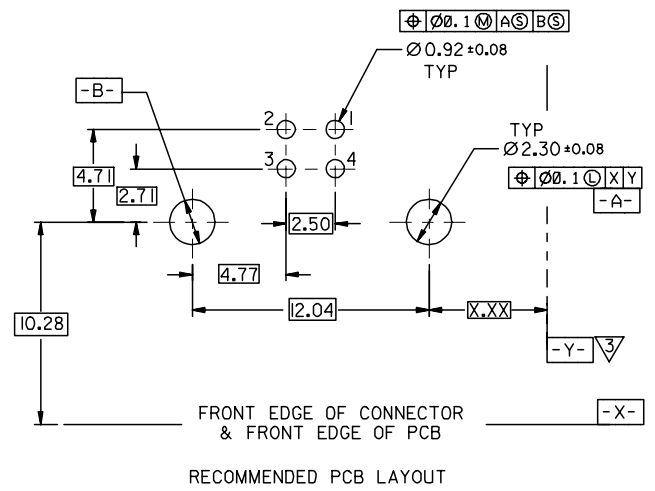 ⌖ Ø0.1 Ⓜ A Ⓢ B Ⓢ
Ø0.92 ±0.08
TYP
-B-
2 1
3 4
TYP
Ø2.30 ±0.08
⌖ Ø0.1 Ⓛ X Y
-A-
4.71
2.71
2.50
4.77
12.04
X.XX
10.28
-Y- 3
FRONT EDGE OF CONNECTOR
& FRONT EDGE OF PCB
-X-
RECOMMENDED PCB LAYOUT